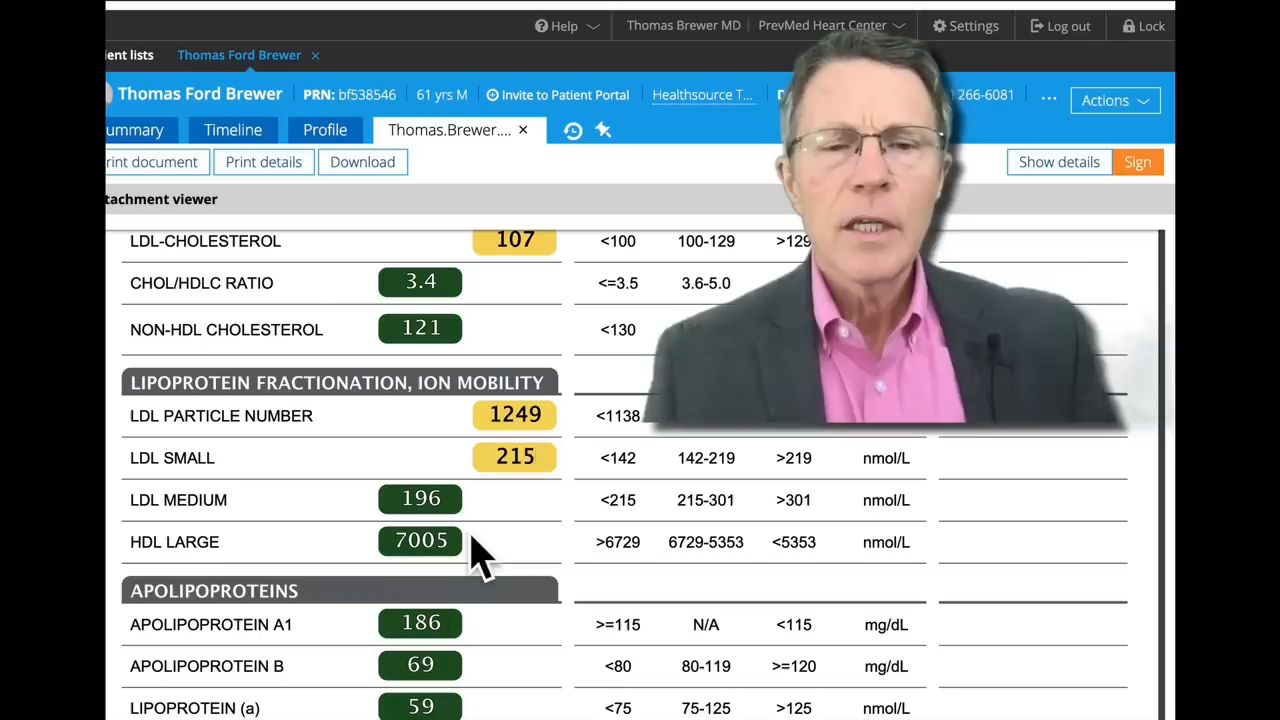 Help Thomas Brewer MD PrevMed Heart Center Settings Log out Lock
ent lists Thomas Ford Brewer ×
Thomas Ford Brewer PRN: bf538546 61 yrs M Invite to Patient Portal Healthsource T... 266-6081 ... Actions
ummary Timeline Profile Thomas.Brewer.... ×
rint document Print details Download Show details Sign
tachment viewer
LDL-CHOLESTEROL 107 <100 100-129 >129
CHOL/HDLC RATIO 3.4 <=3.5 3.6-5.0
NON-HDL CHOLESTEROL 121 <130
LIPOPROTEIN FRACTIONATION, ION MOBILITY
LDL PARTICLE NUMBER 1249 <1138
LDL SMALL 215 <142 142-219 >219 nmol/L
LDL MEDIUM 196 <215 215-301 >301 nmol/L
HDL LARGE 7005 >6729 6729-5353 <5353 nmol/L
APOLIPOPROTEINS
APOLIPOPROTEIN A1 186 >=115 N/A <115 mg/dL
APOLIPOPROTEIN B 69 <80 80-119 >=120 mg/dL
LIPOPROTEIN (a) 59 <75 75-125 >125 nmol/L